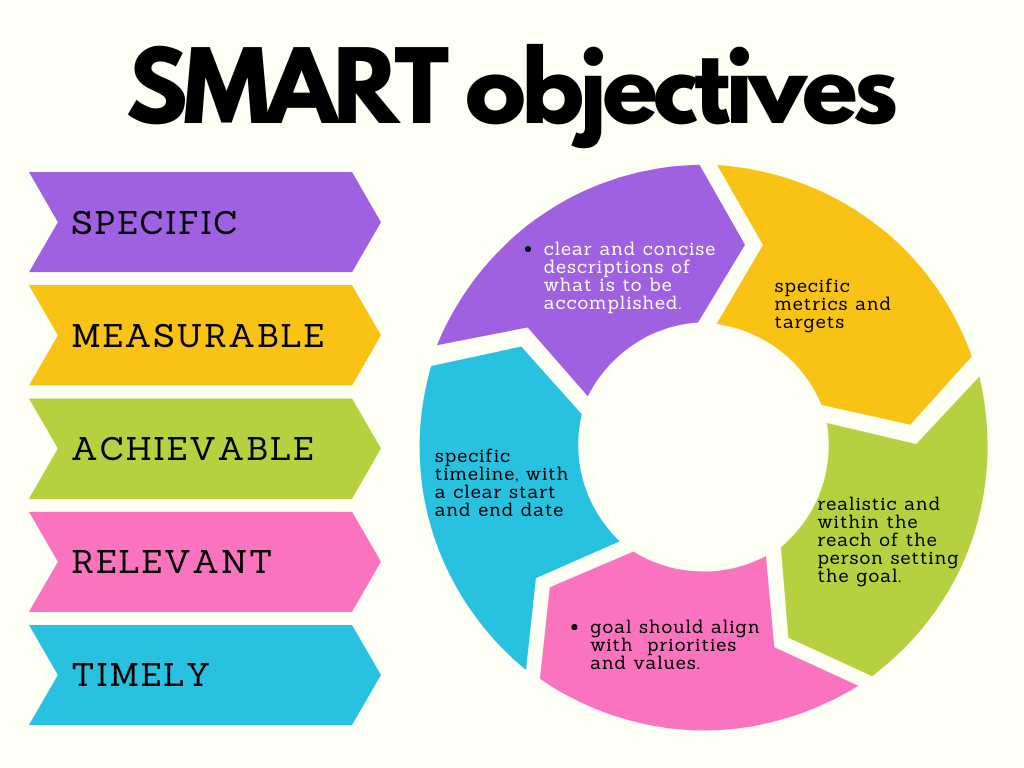 SMART objectives
SPECIFIC
MEASURABLE
ACHIEVABLE
RELEVANT
TIMELY
• clear and concise
descriptions of
what is to be
accomplished.
specific
metrics and
targets
realistic and
within the
reach of the
person setting
the goal.
• goal should align
with  priorities
and values.
specific
timeline, with
a clear start
and end date